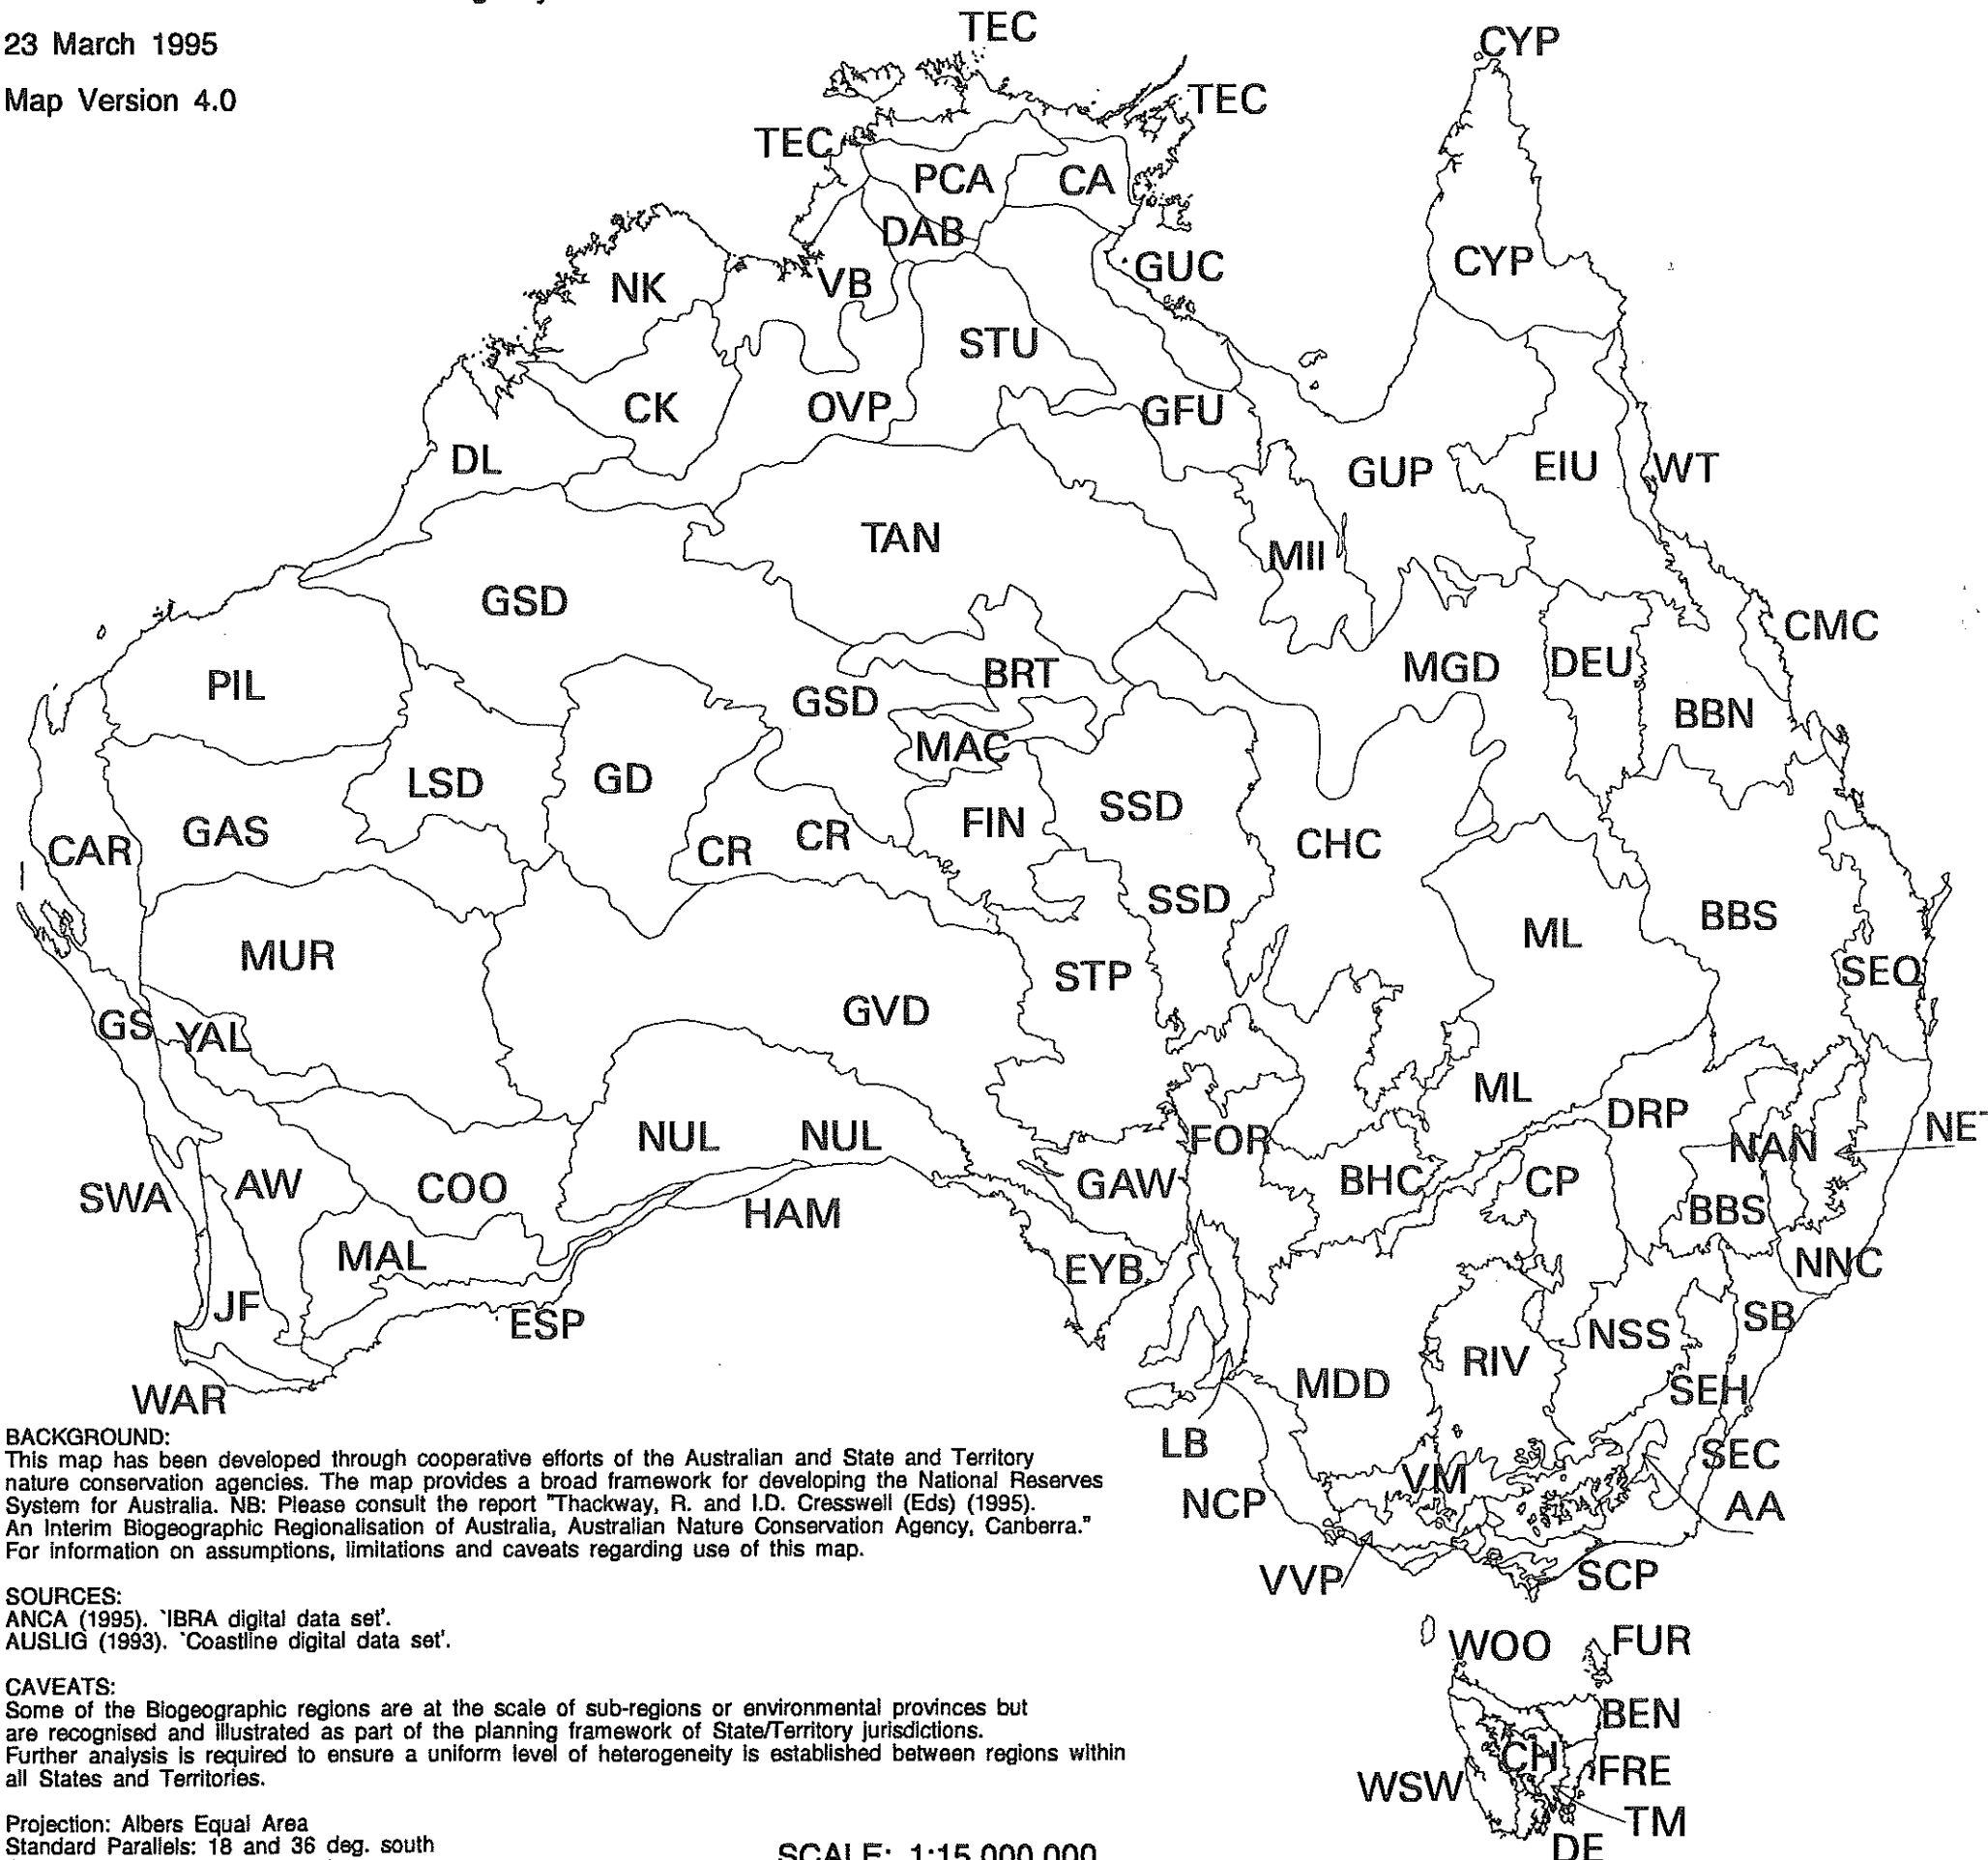 23 March 1995
Map Version 4.0
TEC
CYP
TEC
TEC
PCA
CA
DAB
GUC
CYP
NK
VB
STU
CK
OVP
GFU
DL
GUP
EIU
WT
TAN
MII
GSD
CMC
PIL
BRT
MGD
DEU
GSD
BBN
MAC
LSD
GD
FIN
SSD
CAR
GAS
CR
CR
CHC
SSD
BBS
MUR
ML
STP
SEQ
GS
YAL
GVD
ML
DRP
NUL
NUL
FOR
NAN
NET
SWA
AW
COO
GAW
BHC
CP
HAM
BBS
MAL
EYB
NNC
JF
ESP
SB
NSS
RIV
WAR
MDD
SEH
LB
SEC
VM
NCP
AA
VVP
SCP
BACKGROUND:
This map has been developed through cooperative efforts of the Australian and State and Territory
nature conservation agencies. The map provides a broad framework for developing the National Reserves
System for Australia. NB: Please consult the report "Thackway, R. and I.D. Cresswell (Eds) (1995).
An Interim Biogeographic Regionalisation of Australia, Australian Nature Conservation Agency, Canberra."
For information on assumptions, limitations and caveats regarding use of this map.
SOURCES:
ANCA (1995). `IBRA digital data set'.
AUSLIG (1993). `Coastline digital data set'.
WOO
FUR
CAVEATS:
Some of the Biogeographic regions are at the scale of sub-regions or environmental provinces but
are recognised and illustrated as part of the planning framework of State/Territory jurisdictions.
Further analysis is required to ensure a uniform level of heterogeneity is established between regions within
all States and Territories.
BEN
CH
FRE
WSW
TM
DE
Projection: Albers Equal Area
Standard Parallels: 18 and 36 deg. south
SCALE: 1:15,000,000